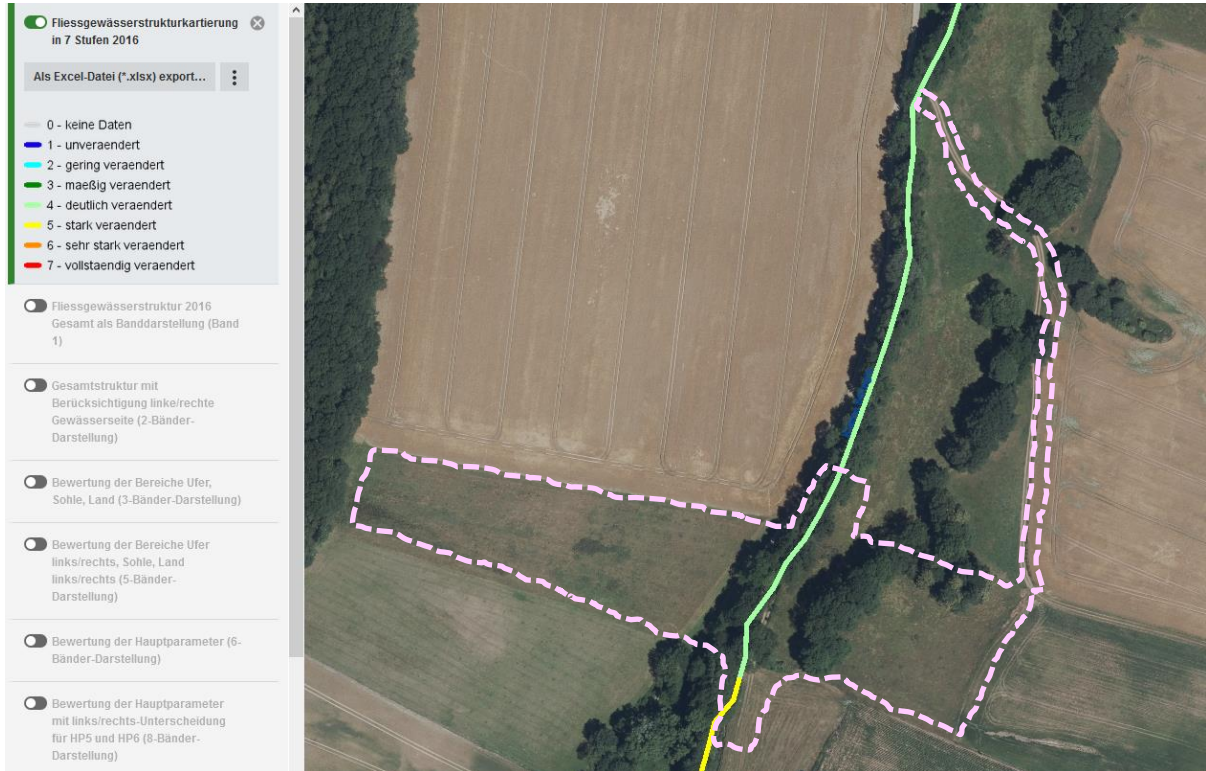 Fliessgewässerstrukturkartierung
in 7 Stufen 2016
Als Excel-Datei (*.xlsx) export...
0 - keine Daten
1 - unveraendert
2 - gering veraendert
3 - maeßig veraendert
4 - deutlich veraendert
5 - stark veraendert
6 - sehr stark veraendert
7 - vollstaendig veraendert
Fliessgewässerstruktur 2016
Gesamt als Banddarstellung (Band
1)
Gesamtstruktur mit
Berücksichtigung linke/rechte
Gewässerseite (2-Bänder-
Darstellung)
Bewertung der Bereiche Ufer,
Sohle, Land (3-Bänder-Darstellung)
Bewertung der Bereiche Ufer
links/rechts, Sohle, Land
links/rechts (5-Bänder-
Darstellung)
Bewertung der Hauptparameter (6-
Bänder-Darstellung)
Bewertung der Hauptparameter
mit links/rechts-Unterscheidung
für HP5 und HP6 (8-Bänder-
Darstellung)